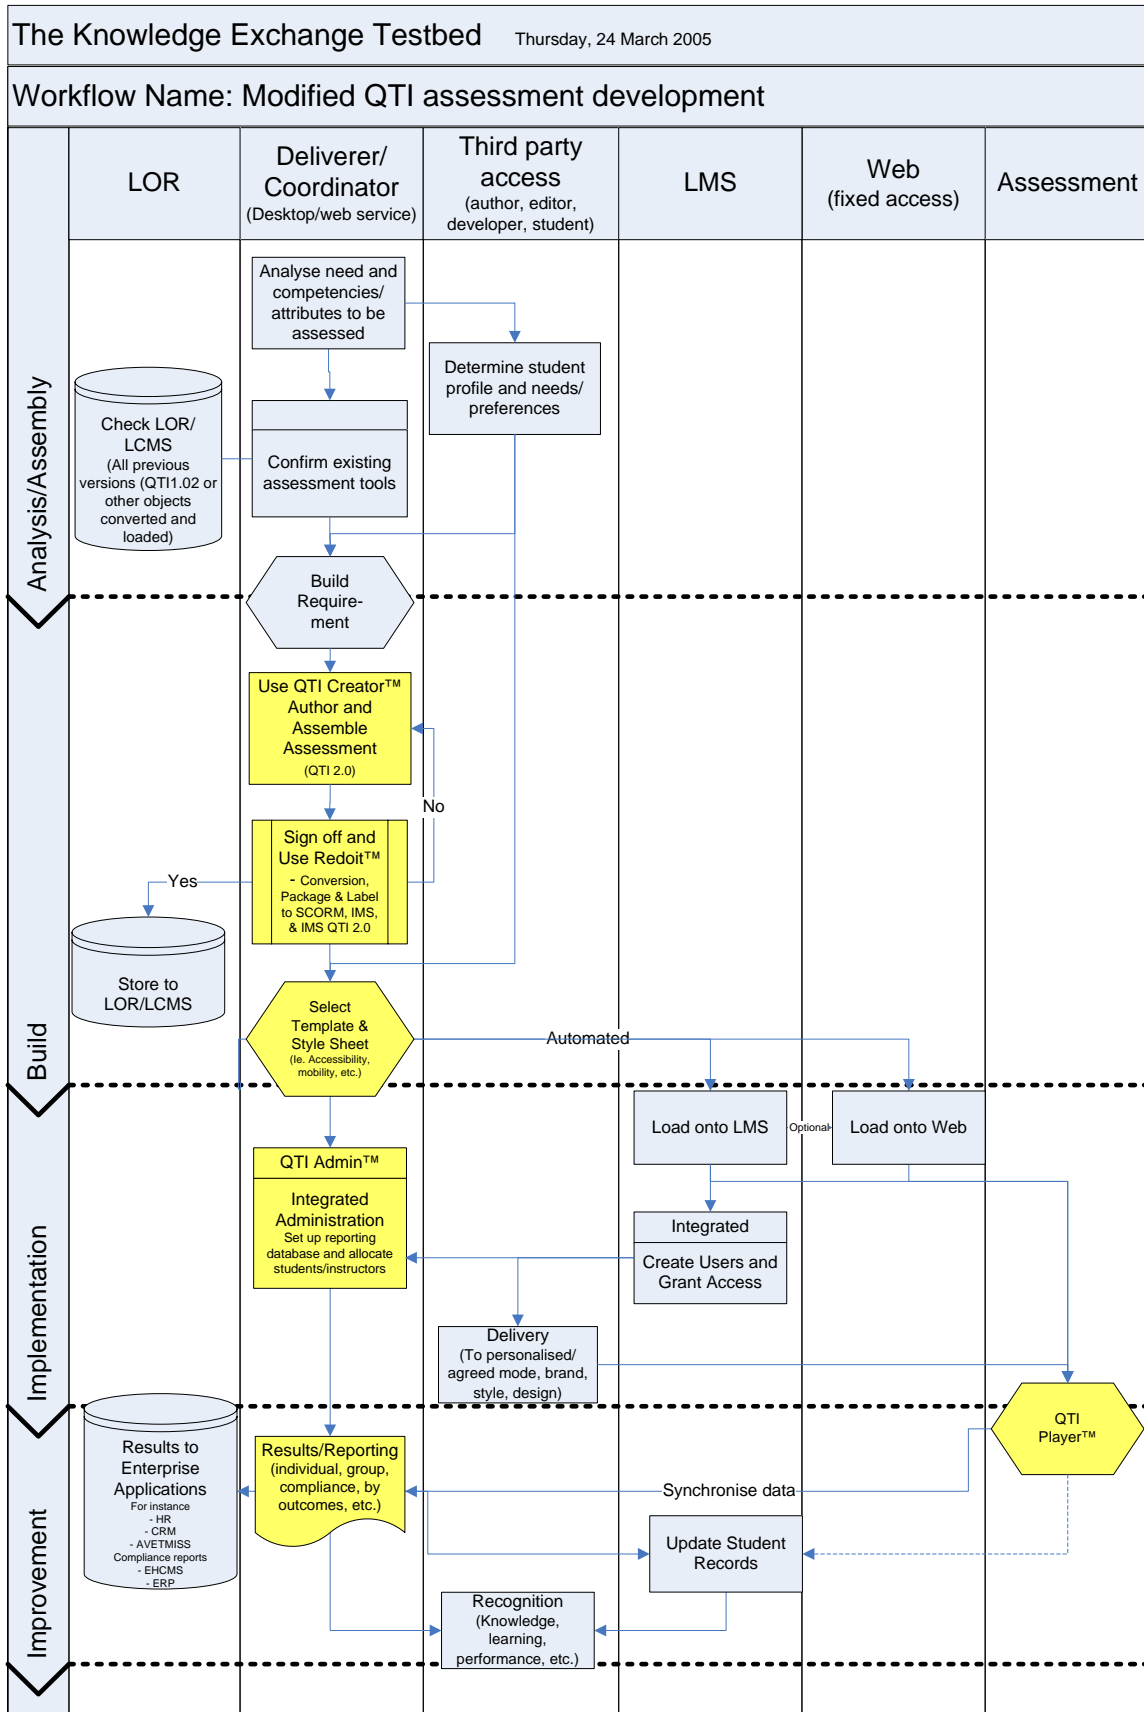 The Knowledge Exchange Testbed Thursday, 24 March 2005
Workflow Name: Modified QTI assessment development
LOR
Deliverer/
Coordinator
(Desktop/web service)
Third party
access
(author, editor,
developer, student)
LMS
Web
(fixed access)
Assessment
Analysis/Assembly
Analyse need and
competencies/
attributes to be
assessed
Determine student
profile and needs/
preferences
Check LOR/
LCMS
(All previous
versions (QTI1.02 or
other objects
converted and
loaded)
Confirm existing
assessment tools
Build
Require-
ment
Build
Use QTI Creator™
Author and
Assemble
Assessment
(QTI 2.0)
No
Sign off and
Use Redoit™
- Conversion,
Package & Label
to SCORM, IMS,
& IMS QTI 2.0
Yes
Store to
LOR/LCMS
Select
Template &
Style Sheet
(Ie. Accessibility,
mobility, etc.)
Automated
Implementation
Load onto LMS
Optional
Load onto Web
QTI Admin™
Integrated
Administration
Set up reporting
database and allocate
students/instructors
Integrated
Create Users and
Grant Access
Delivery
(To personalised/
agreed mode, brand,
style, design)
QTI
Player™
Improvement
Results to
Enterprise
Applications
For instance
- HR
- CRM
- AVETMISS
Compliance reports
- EHCMS
- ERP
Results/Reporting
(individual, group,
compliance, by
outcomes, etc.)
Synchronise data
Update Student
Records
Recognition
(Knowledge,
learning,
performance, etc.)